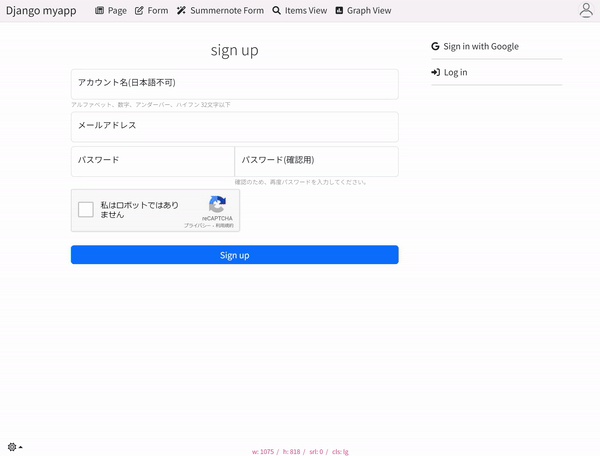 Django myapp
Page
Form
Summernote Form
Items View
Graph View
sign up
アカウント名(日本語不可)
アルファベット、数字、アンダーバー、ハイフン 32文字以下
メールアドレス
パスワード
パスワード(確認用)
確認のため、再度パスワードを入力してください。
私はロボットではあり
ません
reCAPTCHA
プライバシー - 利用規約
Sign up
Sign in with Google
Log in
w: 1075 / h: 818 / srl: 0 / cls: lg